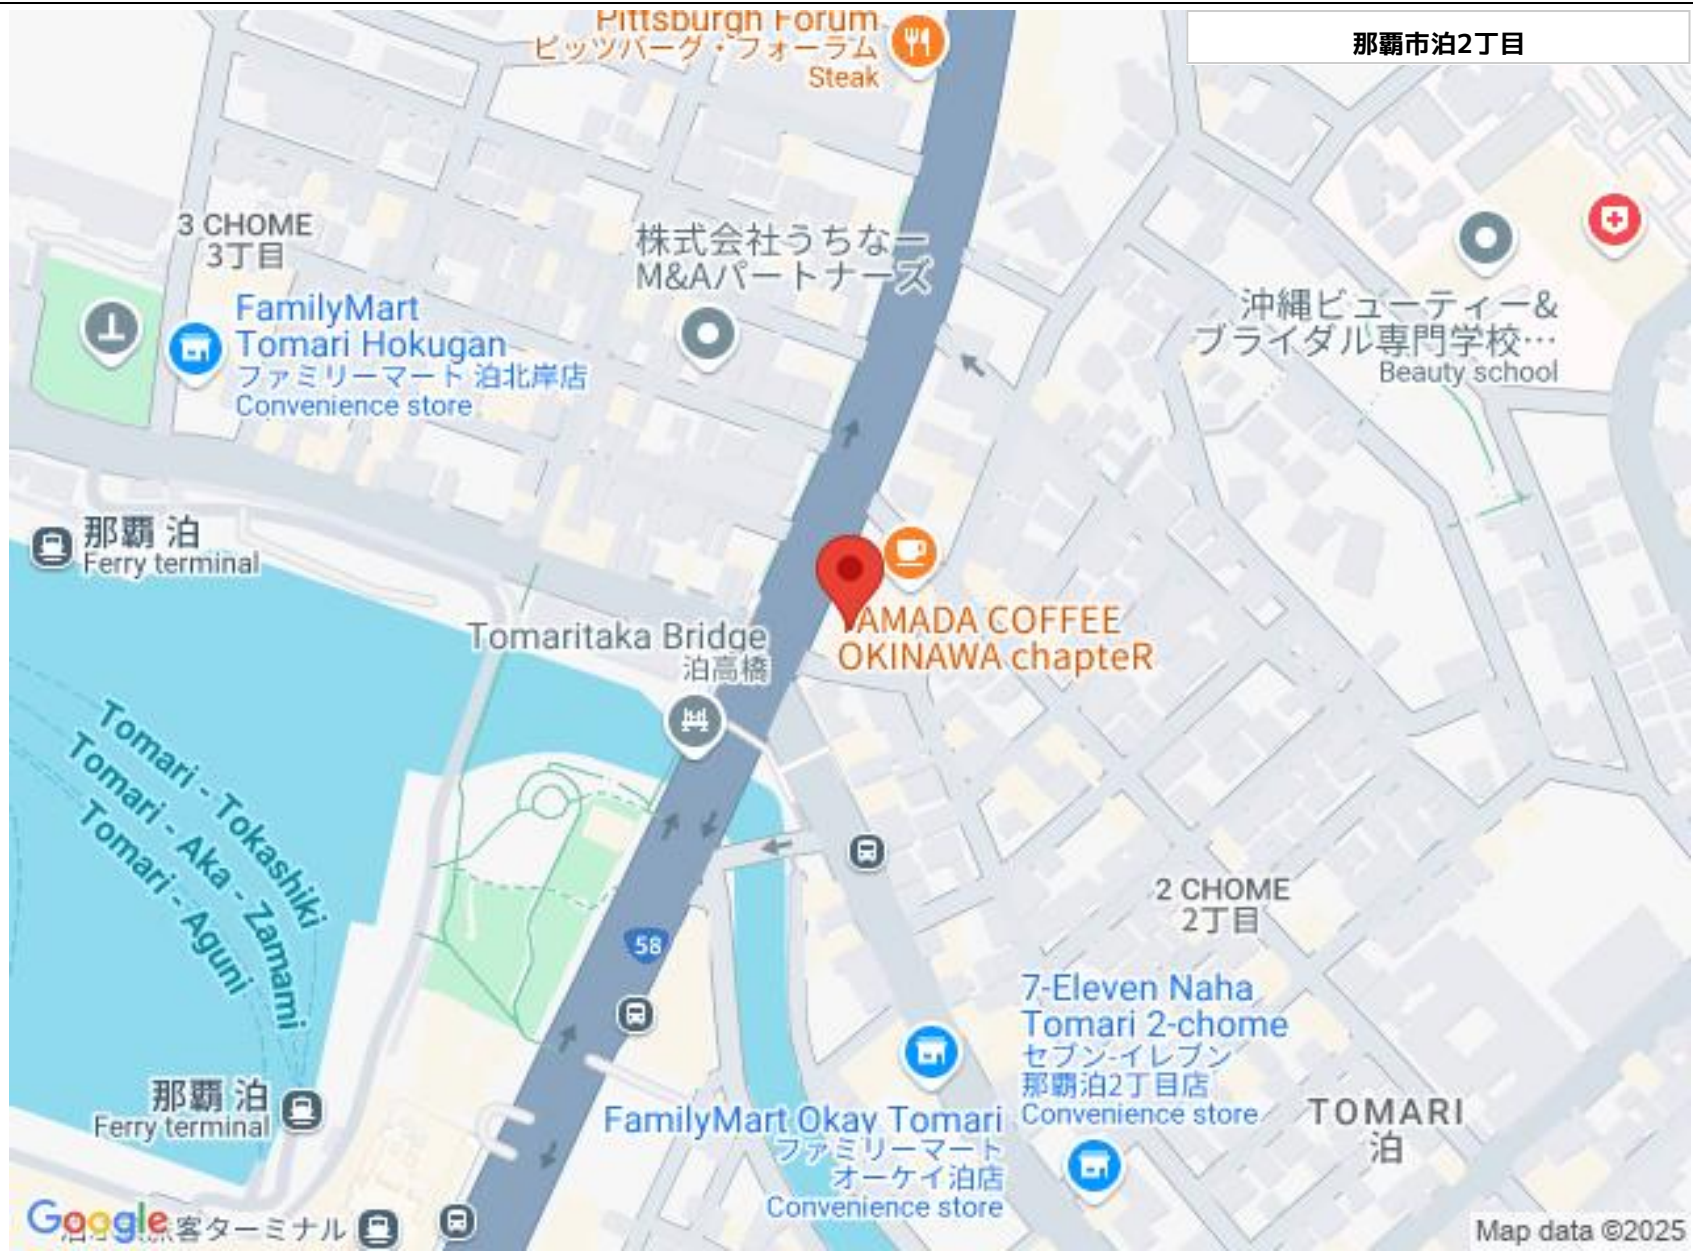 Pittsburgh Forum
ピッツバーグ・フォーラム
Steak
那覇市泊2丁目
3 CHOME
3丁目
株式会社うちなー
M&Aパートナーズ
FamilyMart
Tomari Hokugan
ファミリーマート 泊北岸店
Convenience store
沖縄ビューティー&
ブライダル専門学校…
Beauty school
那覇 泊
Ferry terminal
YAMADA COFFEE
OKINAWA chapteR
Tomaritaka Bridge
泊高橋
Tomari - Tokashiki
Tomari - Aka - Zamami
Tomari - Aguni
58
2 CHOME
2丁目
7-Eleven Naha
Tomari 2-chome
セブン-イレブン
那覇泊2丁目店
Convenience store
那覇 泊
Ferry terminal
FamilyMart Okay Tomari
ファミリーマート
オーケイ泊店
Convenience store
TOMARI
泊
Google
客ターミナル
Map data ©2025